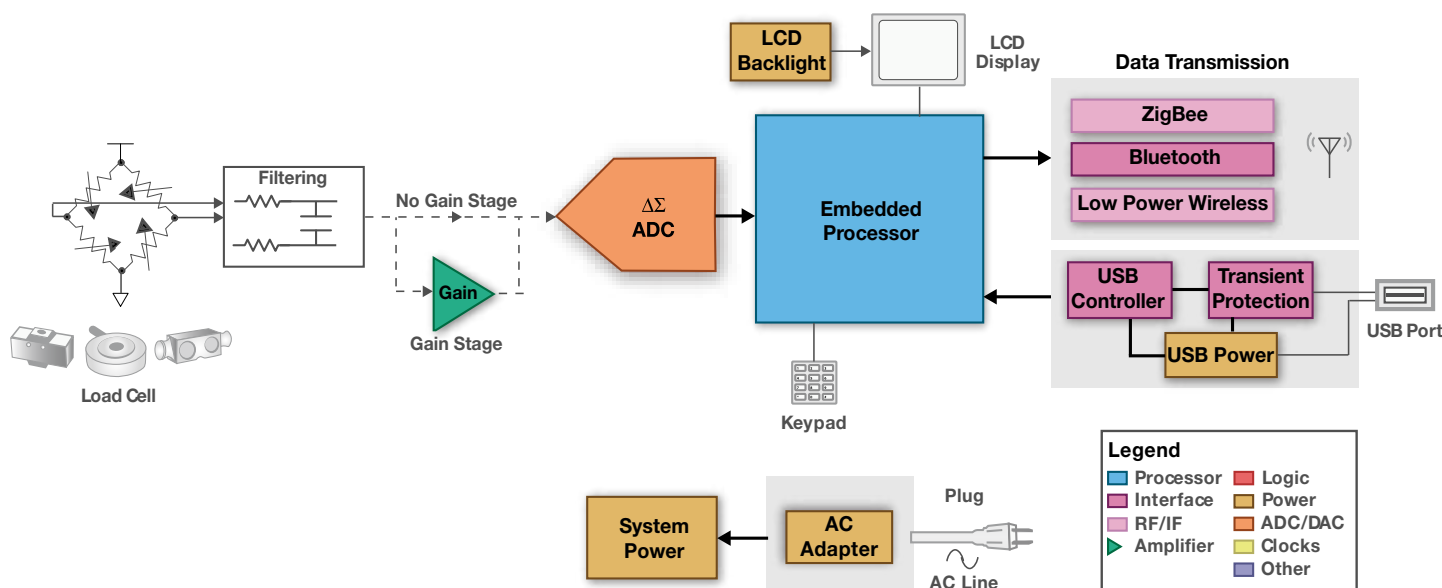 LCD
Backlight
LCD
Display
Data Transmission
ZigBee
Bluetooth
Low Power Wireless
Filtering
No Gain Stage
Gain
Gain Stage
ΔΣ
ADC
Embedded
Processor
USB
Controller
Transient
Protection
USB Power
USB Port
Load Cell
Keypad
System
Power
AC
Adapter
Plug
AC Line
Legend
Processor
Interface
RF/IF
Amplifier
Logic
Power
ADC/DAC
Clocks
Other